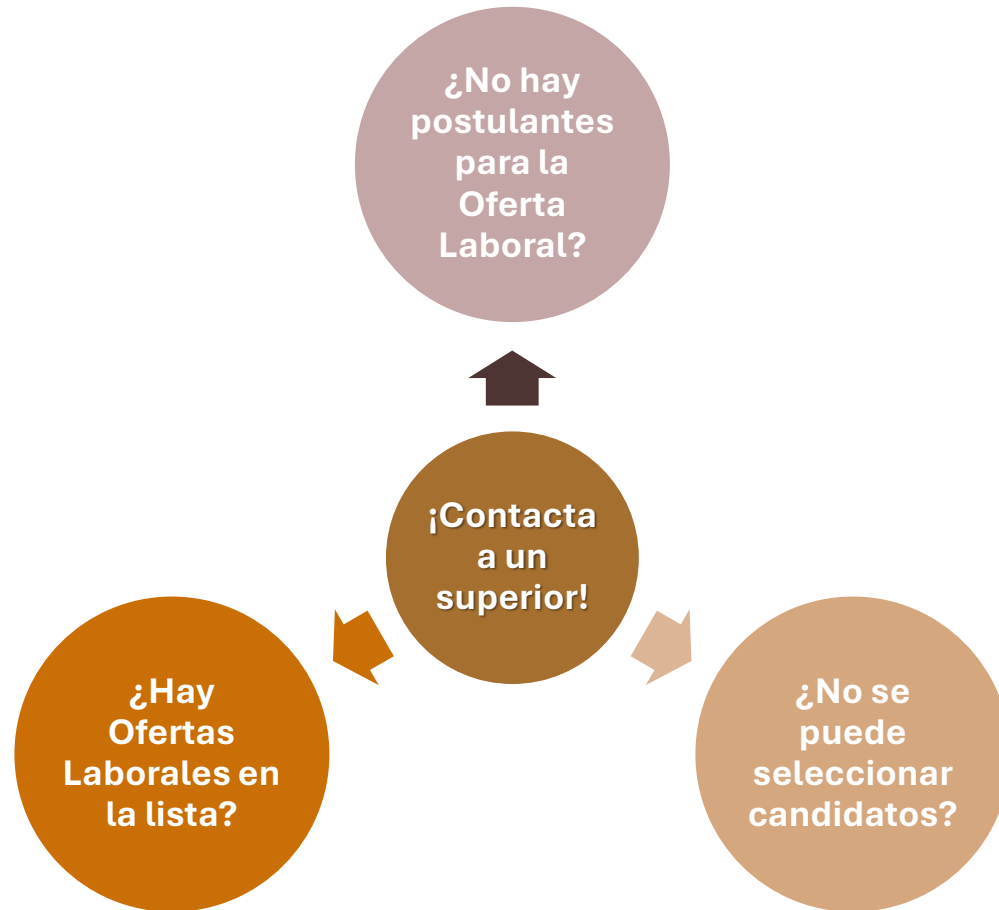 ¿No hay
postulantes
para la
Oferta
Laboral?
¡Contacta
a un
superior!
¿Hay
Ofertas
Laborales en
la lista?
¿No se
puede
seleccionar
candidatos?